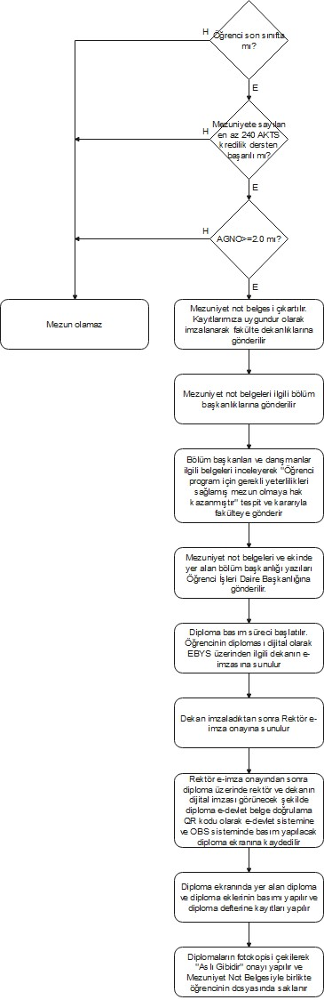 H
Öğrenci son sınıfta
mı?
E
H
Mezuniyete sayılan
en az 240 AKTS
kredilik dersten
başarılı mı?
E
H
AGNO>=2.0 mı?
E
Mezun olamaz
Mezuniyet not belgesi çıkartılır.
Kayıtlarımıza uygundur olarak
imzalanarak fakülte dekanlıklarına
gönderilir
Mezuniyet not belgeleri ilgili bölüm
başkanlıklarına gönderilir
Bölüm başkanları ve danışmanlar
ilgili belgeleri inceleyerek "Öğrenci
program için gerekli yeterlilikleri
sağlamış mezun olmaya hak
kazanmıştır" tespit ve kararıyla
fakülteye gönderir
Mezuniyet not belgeleri ve ekinde
yer alan bölüm başkanlığı yazıları
Öğrenci İşleri Daire Başkanlığına
gönderilir.
Diploma basım süreci başlatılır.
Öğrencinin diploması dijital olarak
EBYS üzerinden ilgili dekanın e-
imzasına sunulur
Dekan imzaladıktan sonra Rektör e-
imza onayına sunulur
Rektör e-imza onayından sonra
diploma üzerinde rektör ve dekanın
dijital imzası görünecek şekilde
diploma e-devlet belge doğrulama
QR kodu olarak e-devlet sistemine
ve OBS sisteminde basım yapılacak
diploma ekranına kaydedilir
Diploma ekranında yer alan diploma
ve diploma eklerinin basımı yapılır ve
diploma defterine kayıtları yapılır
Diplomaların fotokopisi çekilerek
"Aslı Gibidir" onayı yapılır ve
Mezuniyet Not Belgesiyle birlikte
öğrencinin dosyasında saklanır